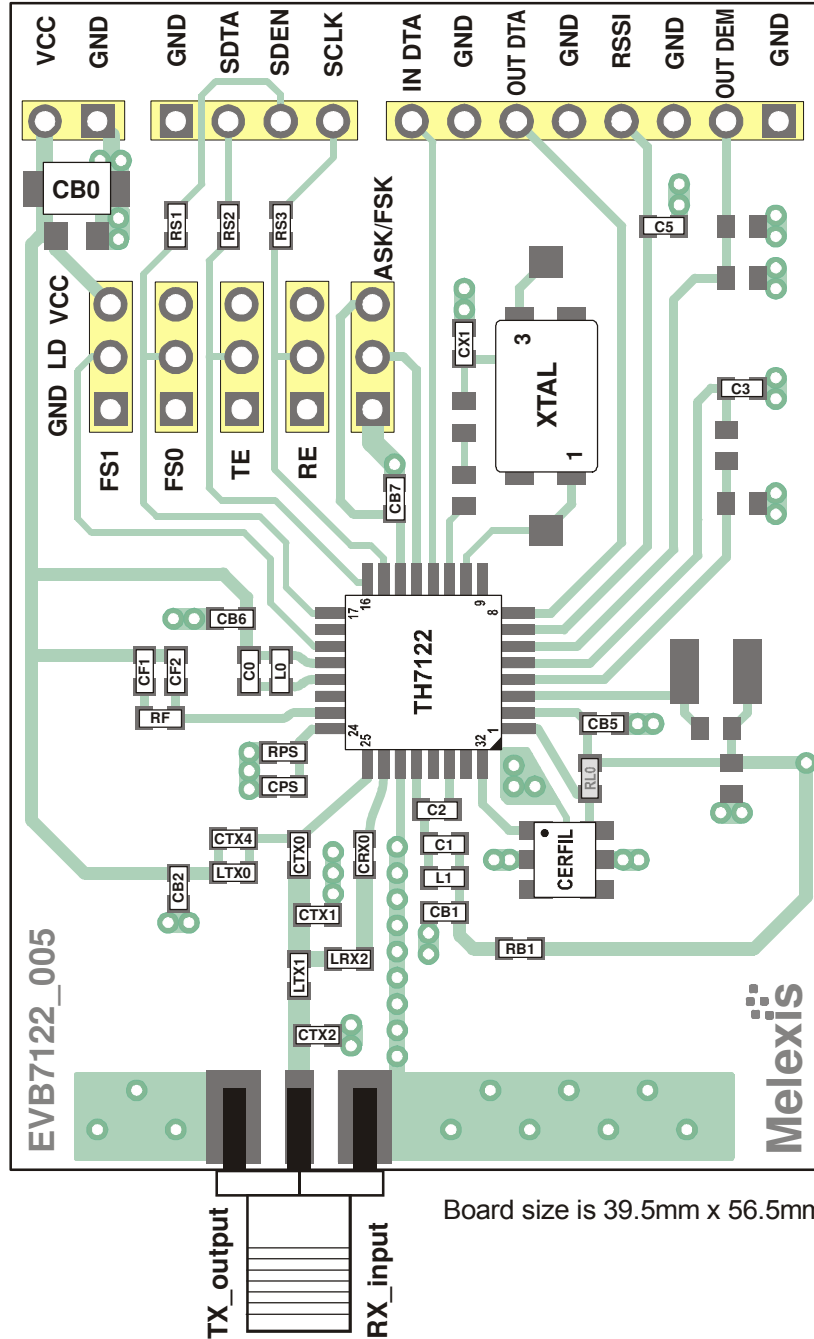 VCC
GND
GND
SDTA
SDEN
SCLK
IN DTA
GND
OUT DTA
GND
RSSI
GND
OUT DEM
GND
CB0
RS1
RS2
RS3
C5
ASK/FSK
VCC
LD
GND
CX1
3
XTAL
1
C3
FS1
FS0
TE
RE
CB7
16
9
17
8
TH7122
24
25
32
1
CB6
CF1
CF2
C0
L0
RF
RPS
CPS
CB5
RL0
C2
C1
L1
CB1
CERFIL
CTX4
LTX0
CTX0
CRX0
CB2
CTX1
LTX1
LRX2
RB1
CTX2
EVB7122_005
Melexis
Board size is 39.5mm x 56.5mm
TX_output
RX_input